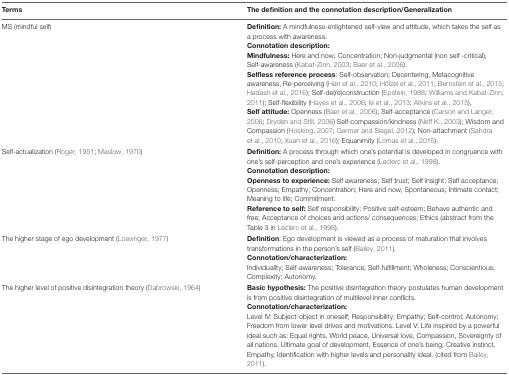 Terms The definition and the connotation description/Generalization
MS (mindful self) Definition: A mindfulness-enlightened self-view and attitude, which takes the self as
a process with awareness.
Connotation description:
Mindfulness: Here and now; Concentration; Non-judgmental (non self -critical),
Self-awareness (Kabat-Zinn, 2003; Baer et al., 2006).
Selfless reference process: Self-observation; Decentering, Metacognitive
awareness, Re-perceiving (Han et al., 2010; Hölzel et al., 2011; Bernstein et al., 2015;
Hadash et al., 2016); Self-de(re)construction (Epstein, 1988; Williams and Kabat-Zinn,
2011); Self-flexibility (Hayes et al., 2006; Ie et al., 2013; Atkins et al., 2015).
Self attitude: Openness (Baer et al., 2006); Self-acceptance (Carson and Langer,
2006; Dryden and Still, 2006) Self-compassion/kindness (Neff K., 2003); Wisdom and
Compassion (Hosking, 2007; Germer and Siegel, 2012); Non-attachment (Sahdra
et al., 2010; Xuan et al., 2016); Equanimity (Lomas et al., 2015).
Self-actualization (Roger, 1951; Maslow, 1970) Definition: A process through which one's potential is developed in congruence with
one's self-perception and one's experience (Leclerc et al., 1998).
Connotation description:
Openness to experience: Self awareness; Self trust; Self insight; Self acceptance;
Openness; Empathy; Concentration; Here and now, Spontaneous; Intimate contact;
Meaning to life; Commitment.
Reference to self: Self responsibility; Positive self-esteem; Behave authentic and
free; Acceptance of choices and actions/ consequences; Ethics (abstract from the
Table 3 in Leclerc et al., 1998).
The higher stage of ego development (Loevinger, 1977) Definition: Ego development is viewed as a process of maturation that involves
transformations in the person's self (Bailey, 2011).
Connotation/characterization:
Individuality; Self-awareness; Tolerance; Self-fulfillment; Wholeness; Conscientious;
Complexity; Autonomy.
The higher level of positive disintegration theory (Dabrowski, 1964) Basic hypothesis: The positive disintegration theory postulates human development
is from positive disintegration of multilevel inner conflicts.
Connotation/characterization:
Level IV: Subject-object in oneself; Responsibility; Empathy; Self-control; Autonomy;
Freedom from lower level drives and motivations. Level V: Life inspired by a powerful
ideal such as: Equal rights, World peace, Universal love, Compassion, Sovereignty of
all nations. Ultimate goal of development, Essence of one's being; Creative instinct,
Empathy, Identification with higher levels and personality ideal. (cited from Bailey,
2011).